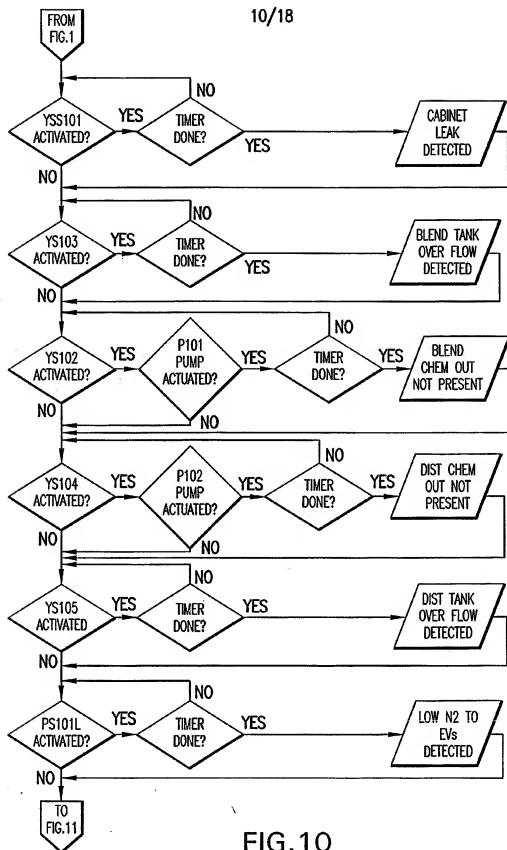 10/18
FROM
FIG.1
NO
YSS101
ACTIVATED?
YES
TIMER
DONE?
YES
CABINET
LEAK
DETECTED
NO
NO
YS103
ACTIVATED?
YES
TIMER
DONE?
YES
BLEND TANK
OVER FLOW
DETECTED
NO
NO
YS102
ACTIVATED?
YES
P101
PUMP
ACTUATED?
YES
TIMER
DONE?
YES
BLEND
CHEM OUT
NOT PRESENT
NO
NO
NO
YS104
ACTIVATED?
YES
P102
PUMP
ACTUATED?
YES
TIMER
DONE?
YES
DIST CHEM
OUT NOT
PRESENT
NO
NO
NO
YS105
ACTIVATED
YES
TIMER
DONE?
YES
DIST TANK
OVER FLOW
DETECTED
NO
NO
PS101L
ACTIVATED?
YES
TIMER
DONE?
YES
LOW N2 TO
EVs
DETECTED
NO
TO
FIG.11
FIG.10